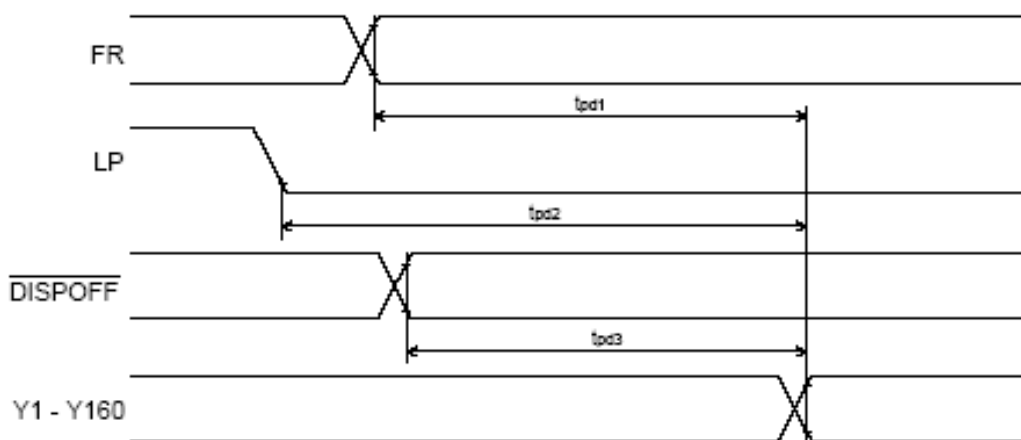 FR
tpd1
LP
tpd2
DISPOFF
tpd3
Y1 - Y160